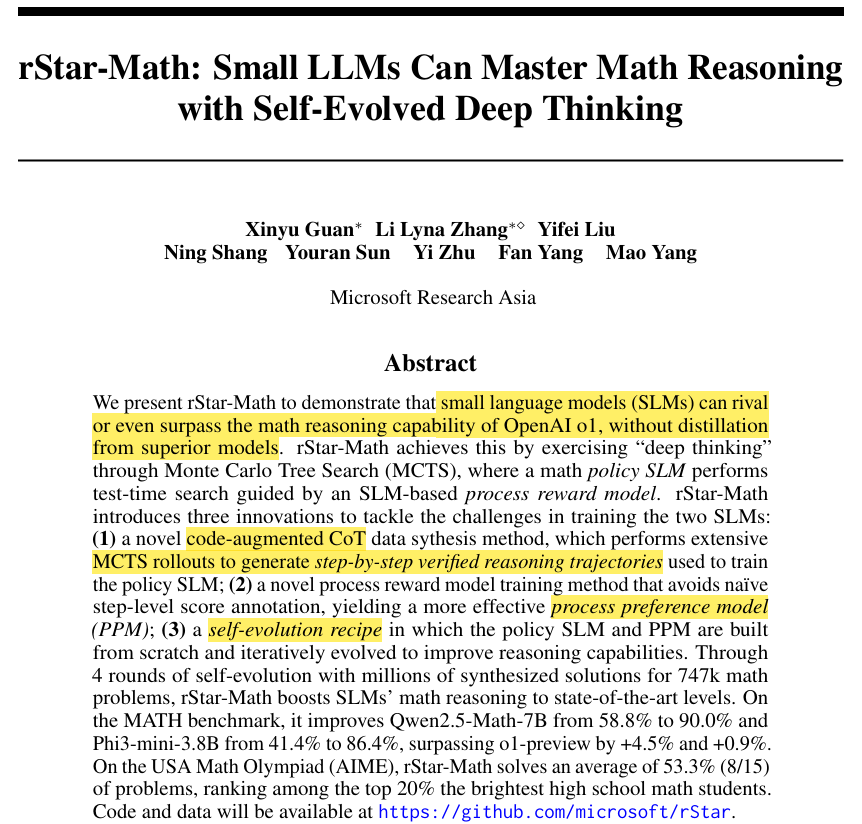 rStar-Math: Small LLMs Can Master Math Reasoning
with Self-Evolved Deep Thinking
Xinyu Guan* Li Lyna Zhang*⋄ Yifei Liu
Ning Shang Youran Sun Yi Zhu Fan Yang Mao Yang
Microsoft Research Asia
Abstract
We present rStar-Math to demonstrate that small language models (SLMs) can rival
or even surpass the math reasoning capability of OpenAI o1, without distillation
from superior models. rStar-Math achieves this by exercising “deep thinking”
through Monte Carlo Tree Search (MCTS), where a math policy SLM performs
test-time search guided by an SLM-based process reward model. rStar-Math
introduces three innovations to tackle the challenges in training the two SLMs:
(1) a novel code-augmented CoT data sythesis method, which performs extensive
MCTS rollouts to generate step-by-step verified reasoning trajectories used to train
the policy SLM; (2) a novel process reward model training method that avoids naïve
step-level score annotation, yielding a more effective process preference model
(PPM); (3) a self-evolution recipe in which the policy SLM and PPM are built
from scratch and iteratively evolved to improve reasoning capabilities. Through
4 rounds of self-evolution with millions of synthesized solutions for 747k math
problems, rStar-Math boosts SLMs’ math reasoning to state-of-the-art levels. On
the MATH benchmark, it improves Qwen2.5-Math-7B from 58.8% to 90.0% and
Phi3-mini-3.8B from 41.4% to 86.4%, surpassing o1-preview by +4.5% and +0.9%.
On the USA Math Olympiad (AIME), rStar-Math solves an average of 53.3% (8/15)
of problems, ranking among the top 20% the brightest high school math students.
Code and data will be available at https://github.com/microsoft/rStar.